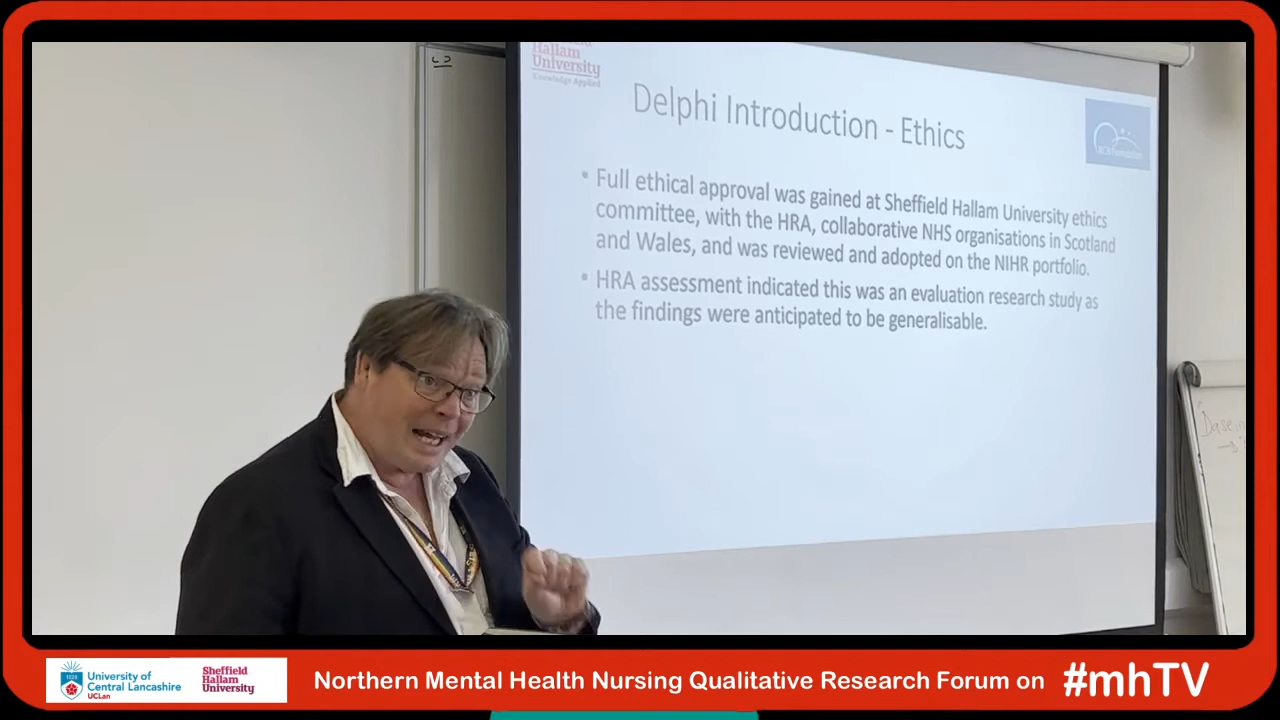 Hallam
University
Knowledge Applied
Delphi Introduction - Ethics
RCN Foundation
• Full ethical approval was gained at Sheffield Hallam University ethics
committee, with the HRA, collaborative NHS organisations in Scotland
and Wales, and was reviewed and adopted on the NIHR portfolio.
• HRA assessment indicated this was an evaluation research study as
the findings were anticipated to be generalisable.
1828
University of
Central Lancashire
UCLan
Sheffield
Hallam
University
Northern Mental Health Nursing Qualitative Research Forum on #mhTV